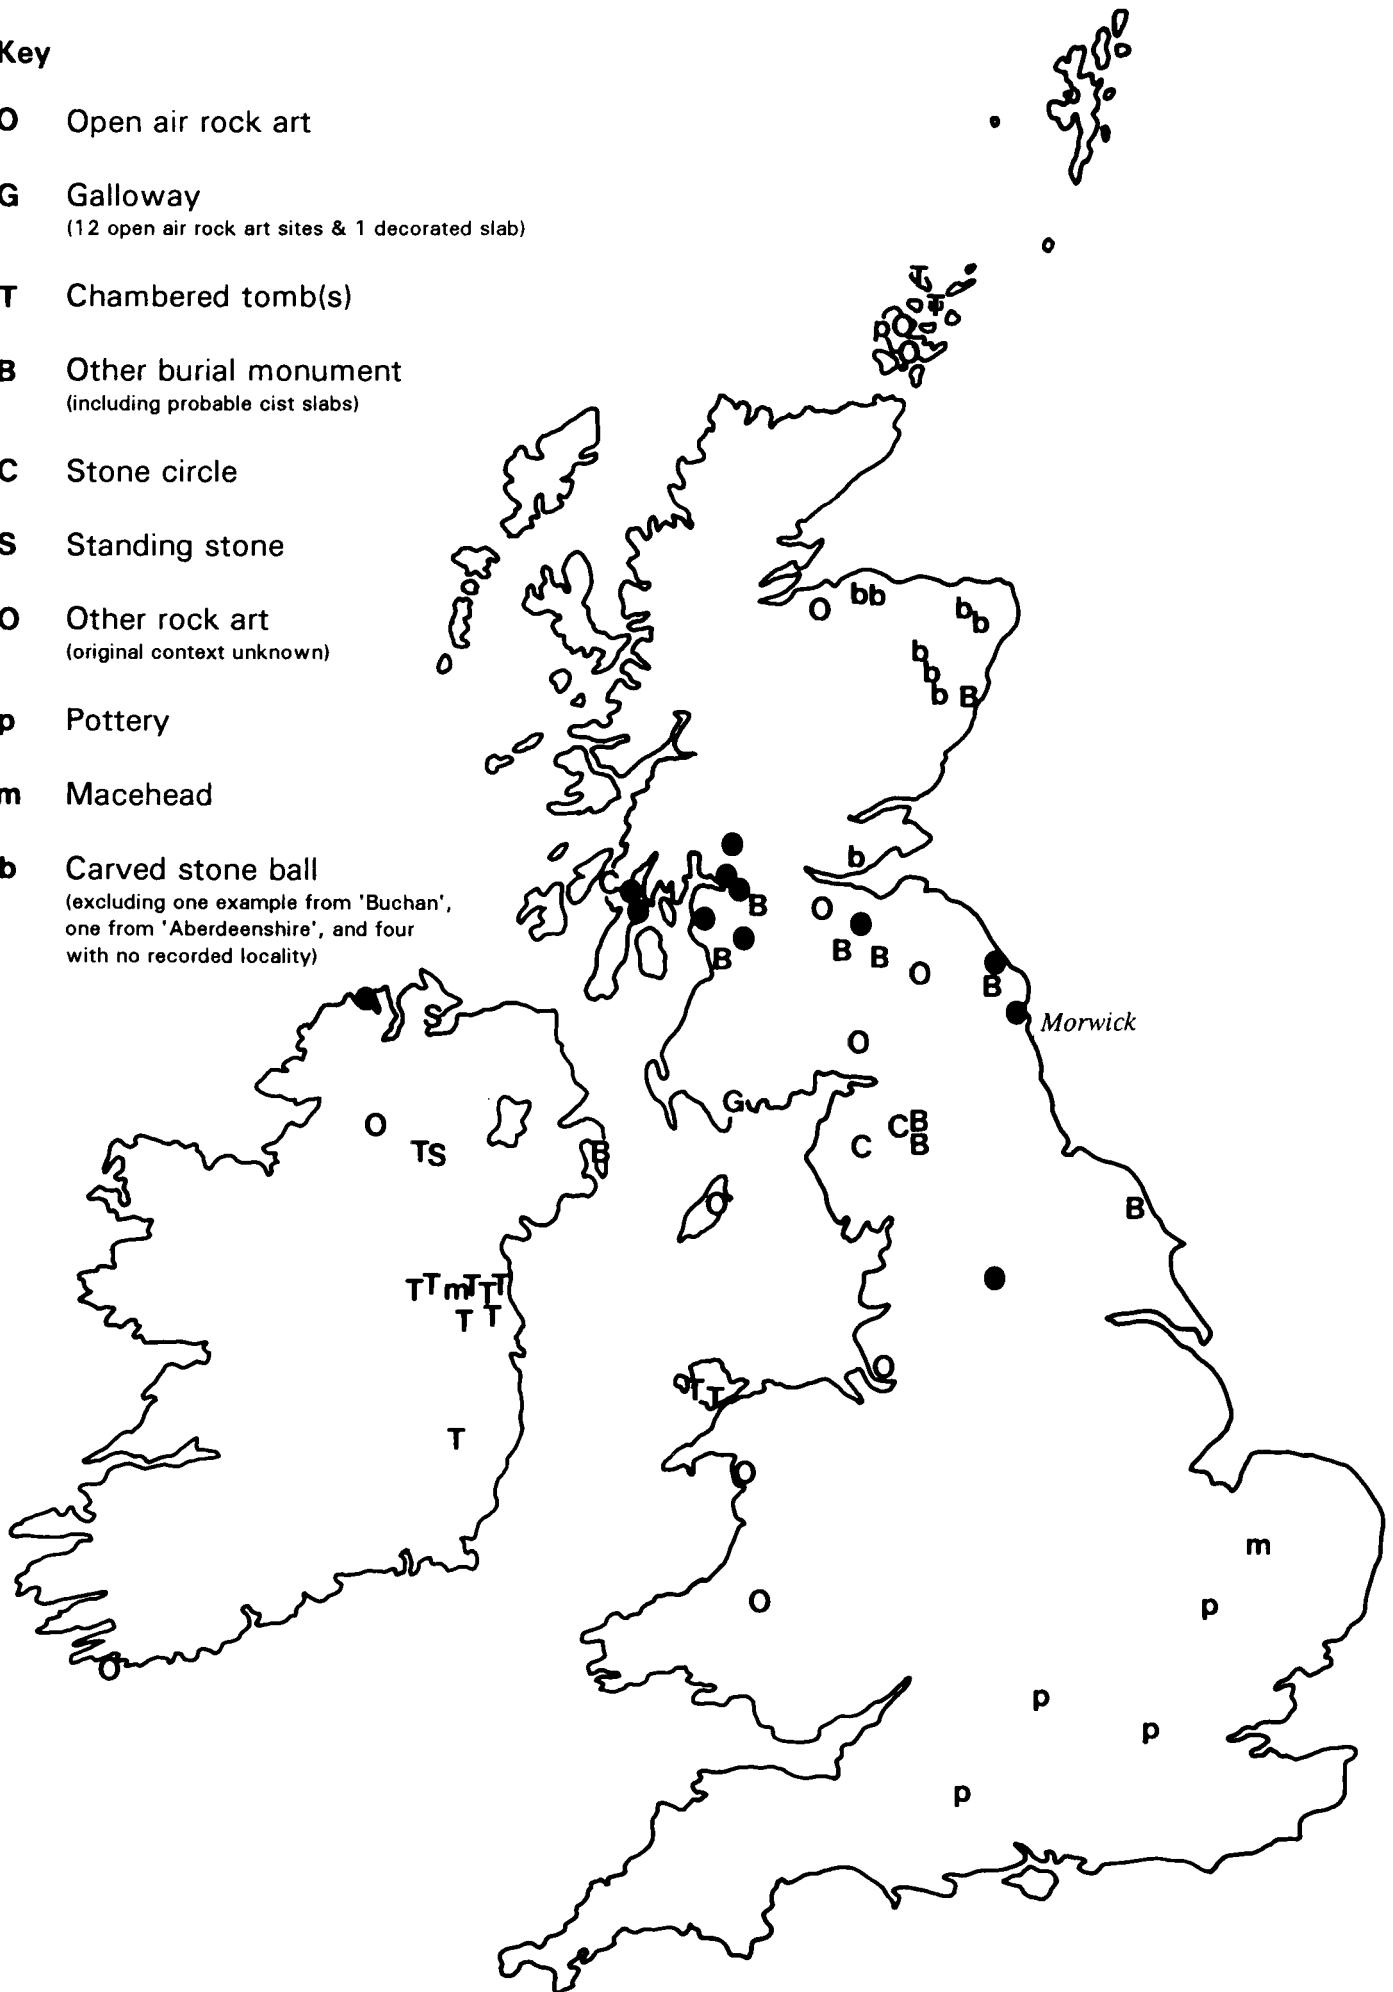 Key
O Open air rock art
G Galloway
(12 open air rock art sites & 1 decorated slab)
T Chambered tomb(s)
B Other burial monument
(including probable cist slabs)
C Stone circle
S Standing stone
O Other rock art
(original context unknown)
p Pottery
m Macehead
b Carved stone ball
(excluding one example from 'Buchan',
one from 'Aberdeenshire', and four
with no recorded locality)
T
T
p O
O
O bb b
b
b
b
b B
b
C B O
B B B O B
S Morwick
O
G
O C B
T S B C B
O B
T T m T T T
T T
O
T T
T
O
m
O p
O
p
p
p